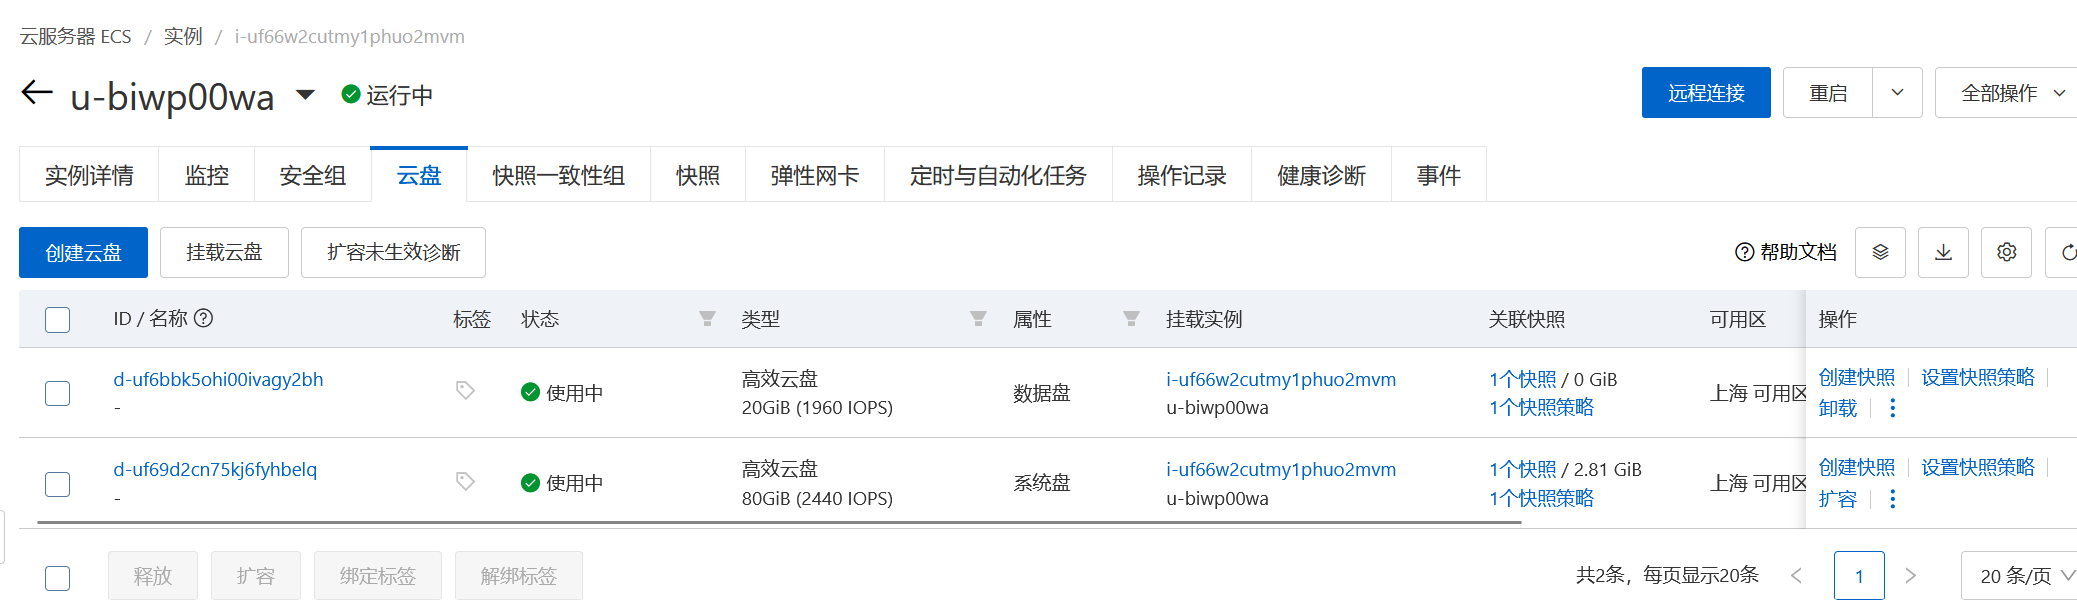 云服务器 ECS / 实例 / i-uf66w2cutmy1phuo2mvm
u-biwp00wa 运行中
远程连接 重启 全部操作
实例详情 监控 安全组 云盘 快照一致性组 快照 弹性网卡 定时与自动化任务 操作记录 健康诊断 事件
创建云盘 挂载云盘 扩容未生效诊断 帮助文档
ID / 名称 标签 状态 类型 属性 挂载实例 关联快照 可用区 操作
d-uf6bbk5ohi00ivagy2bh 高效云盘 i-uf66w2cutmy1phuo2mvm 1个快照 / 0 GiB 创建快照 设置快照策略
使用中 数据盘 上海 可用区
- 20GiB (1960 IOPS) u-biwp00wa 1个快照策略 卸载
d-uf69d2cn75kj6fyhbelq 高效云盘 i-uf66w2cutmy1phuo2mvm 1个快照 / 2.81 GiB 创建快照 设置快照策略
使用中 系统盘 上海 可用区
- 80GiB (2440 IOPS) u-biwp00wa 1个快照策略 扩容
释放 扩容 绑定标签 解绑标签 共2条，每页显示20条 < 1 > 20 条/页